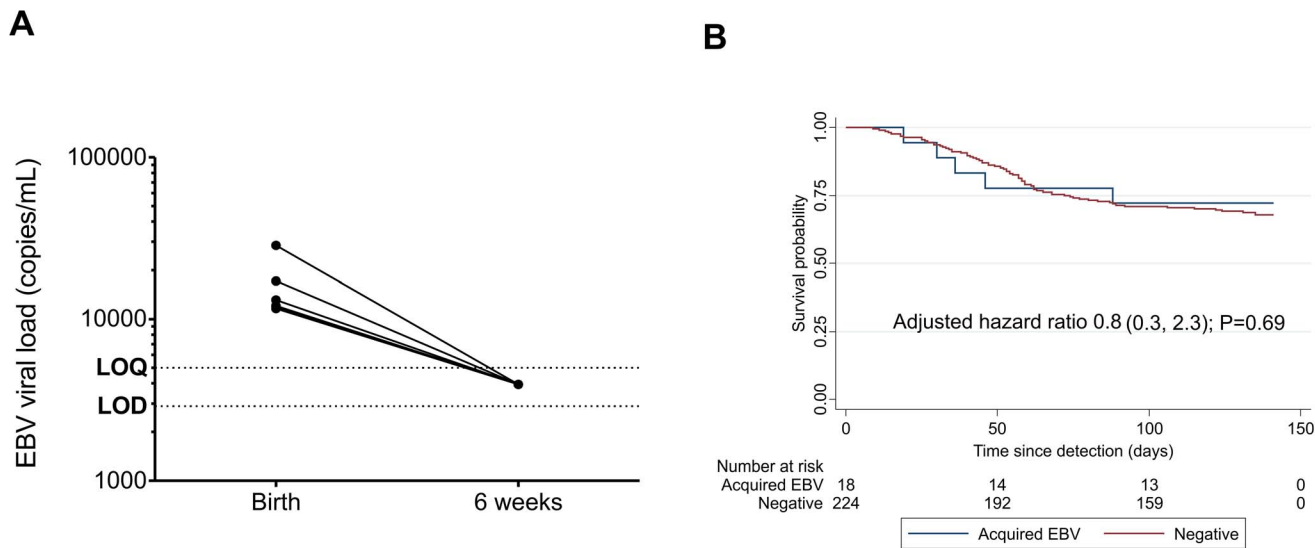 A
EBV viral load (copies/mL)
100000
10000
LOQ
LOD
1000
Birth 6 weeks
B
Survival probability
1.00
0.75
0.50
0.25
0.00
Adjusted hazard ratio 0.8 (0.3, 2.3); P=0.69
0 50 100 150
Time since detection (days)
Number at risk
Acquired EBV 18 14 13 0
Negative 224 192 159 0
Acquired EBV Negative